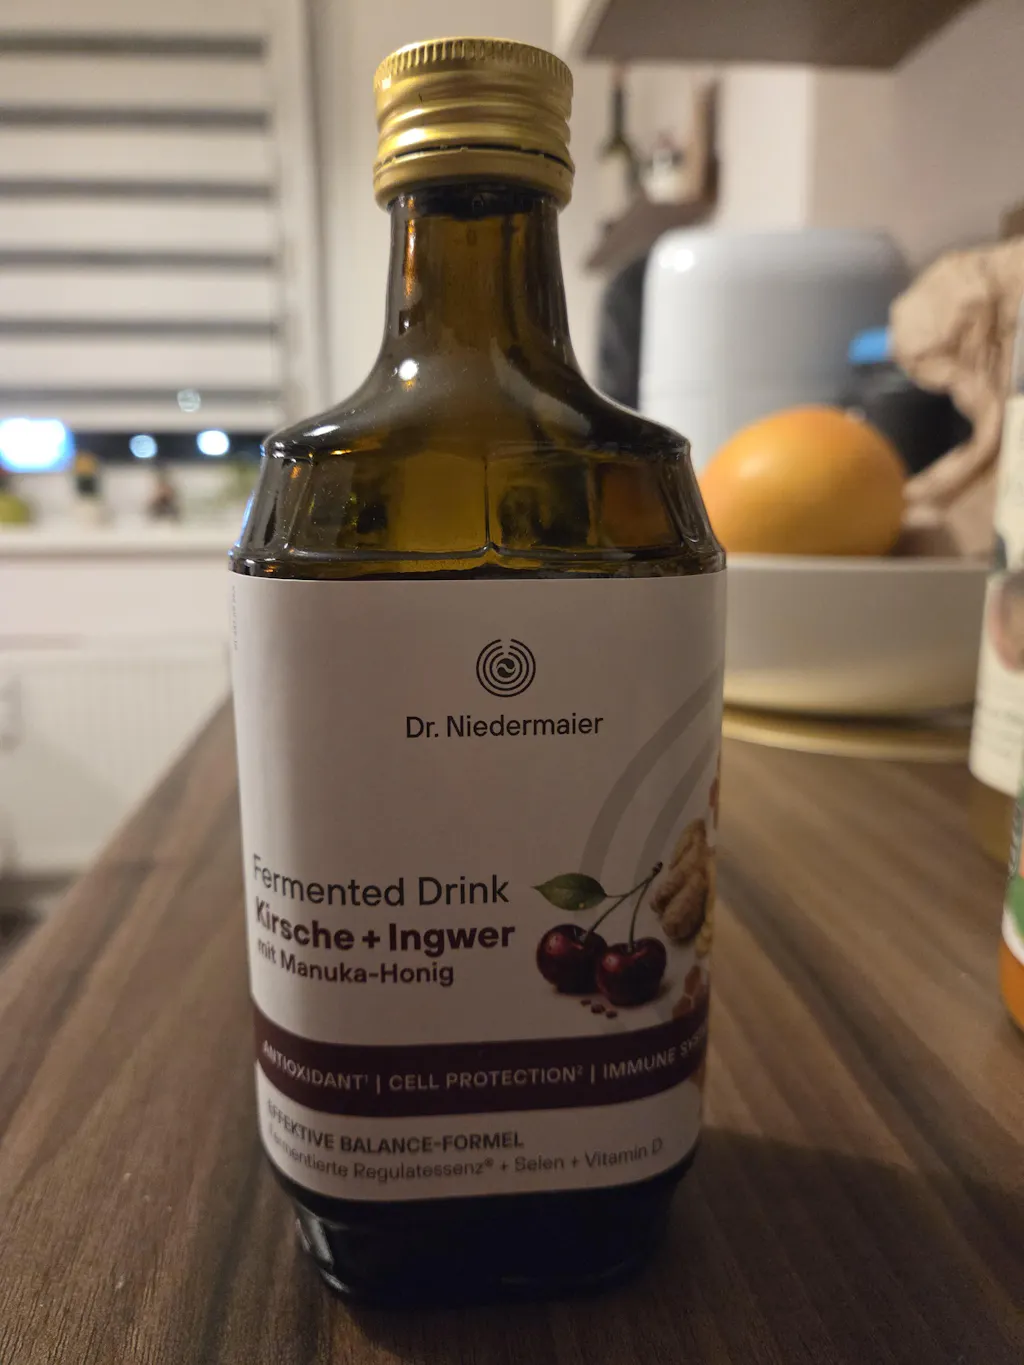 Dr. Niedermaier
Fermented Drink
Kirsche + Ingwer
mit Manuka-Honig
ANTIOXIDANT¹ | CELL PROTECTION² | IMMUNE
EFFEKTIVE BALANCE-FORMEL
Fermentierte Regulatessenz® + Selen + Vitamin D